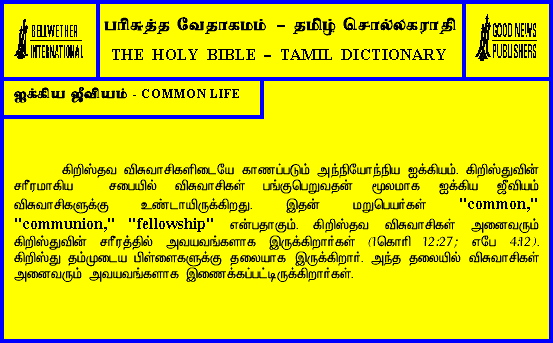 BELLWETHER
INTERNATIONAL
பரிசுத்த வேதாகமம் – தமிழ் சொல்லகராதி
THE HOLY BIBLE – TAMIL DICTIONARY
GOOD NEWS
PUBLISHERS
ஐக்கிய ஜீவியம் - COMMON LIFE
கிறிஸ்தவ விசுவாசிகளிடையே காணப்படும் அந்நியோந்நிய ஐக்கியம். கிறிஸ்துவின்
சரீரமாகிய சபையில் விசுவாசிகள் பங்குபெறுவதன் மூலமாக ஐக்கிய ஜீவியம்
விசுவாசிகளுக்கு உண்டாயிருக்கிறது. இதன் மறுபெயர்கள் "common,"
"communion," "fellowship" என்பதாகும். கிறிஸ்தவ விசுவாசிகள் அனைவரும்
கிறிஸ்துவின் சரீரத்தில் அவயவங்களாக இருக்கிறார்கள் (1கொரி 12:27; எபே 4:12).
கிறிஸ்து தம்முடைய பிள்ளைகளுக்கு தலையாக இருக்கிறார். அந்த தலையில் விசுவாசிகள்
அனைவரும் அவயவங்களாக இணைக்கப்பட்டிருக்கிறார்கள்.